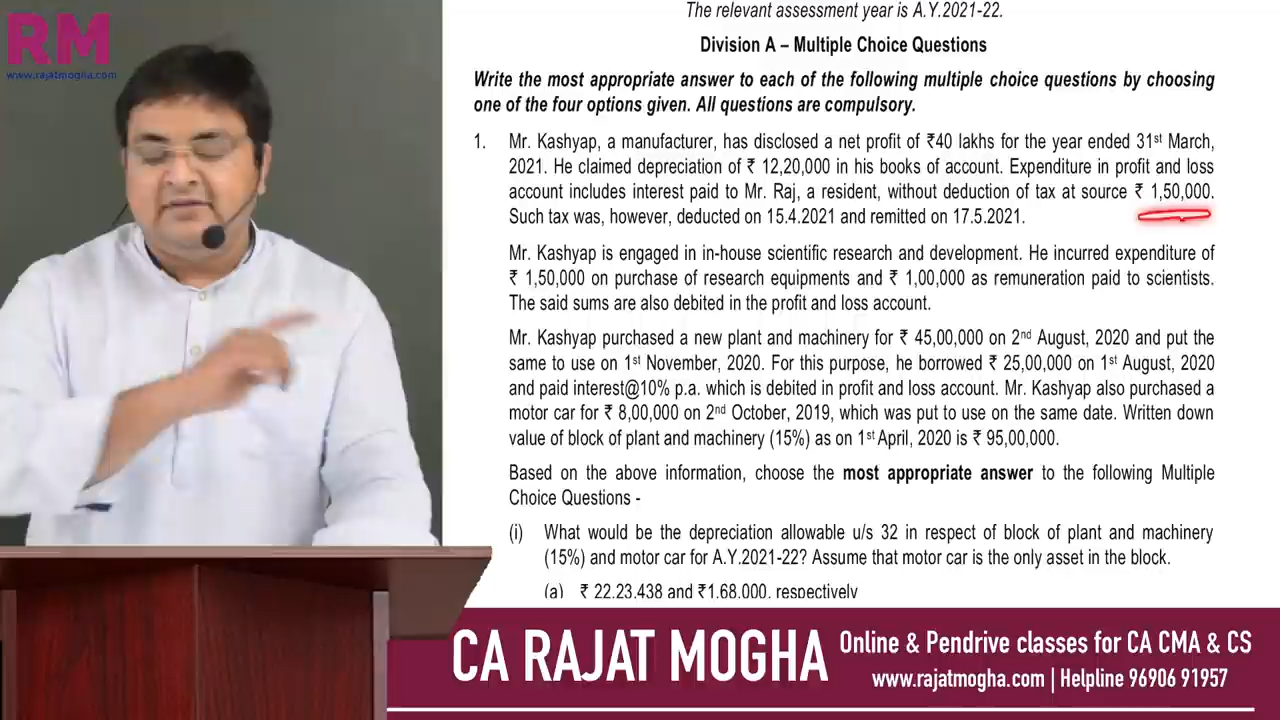 RM
www.rajatmogha.com
The relevant assessment year is A.Y.2021-22.
Division A – Multiple Choice Questions
Write the most appropriate answer to each of the following multiple choice questions by choosing
one of the four options given. All questions are compulsory.
1. Mr. Kashyap, a manufacturer, has disclosed a net profit of ₹40 lakhs for the year ended 31st March,
2021. He claimed depreciation of ₹ 12,20,000 in his books of account. Expenditure in profit and loss
account includes interest paid to Mr. Raj, a resident, without deduction of tax at source ₹ 1,50,000.
Such tax was, however, deducted on 15.4.2021 and remitted on 17.5.2021.
Mr. Kashyap is engaged in in-house scientific research and development. He incurred expenditure of
₹ 1,50,000 on purchase of research equipments and ₹ 1,00,000 as remuneration paid to scientists.
The said sums are also debited in the profit and loss account.
Mr. Kashyap purchased a new plant and machinery for ₹ 45,00,000 on 2nd August, 2020 and put the
same to use on 1st November, 2020. For this purpose, he borrowed ₹ 25,00,000 on 1st August, 2020
and paid interest@10% p.a. which is debited in profit and loss account. Mr. Kashyap also purchased a
motor car for ₹ 8,00,000 on 2nd October, 2019, which was put to use on the same date. Written down
value of block of plant and machinery (15%) as on 1st April, 2020 is ₹ 95,00,000.
Based on the above information, choose the most appropriate answer to the following Multiple
Choice Questions -
(i) What would be the depreciation allowable u/s 32 in respect of block of plant and machinery
(15%) and motor car for A.Y.2021-22? Assume that motor car is the only asset in the block.
(a) ₹ 22,23,438 and ₹1,68,000, respectively
CA RAJAT MOGHA
Online & Pendrive classes for CA CMA & CS
www.rajatmogha.com | Helpline 96906 91957